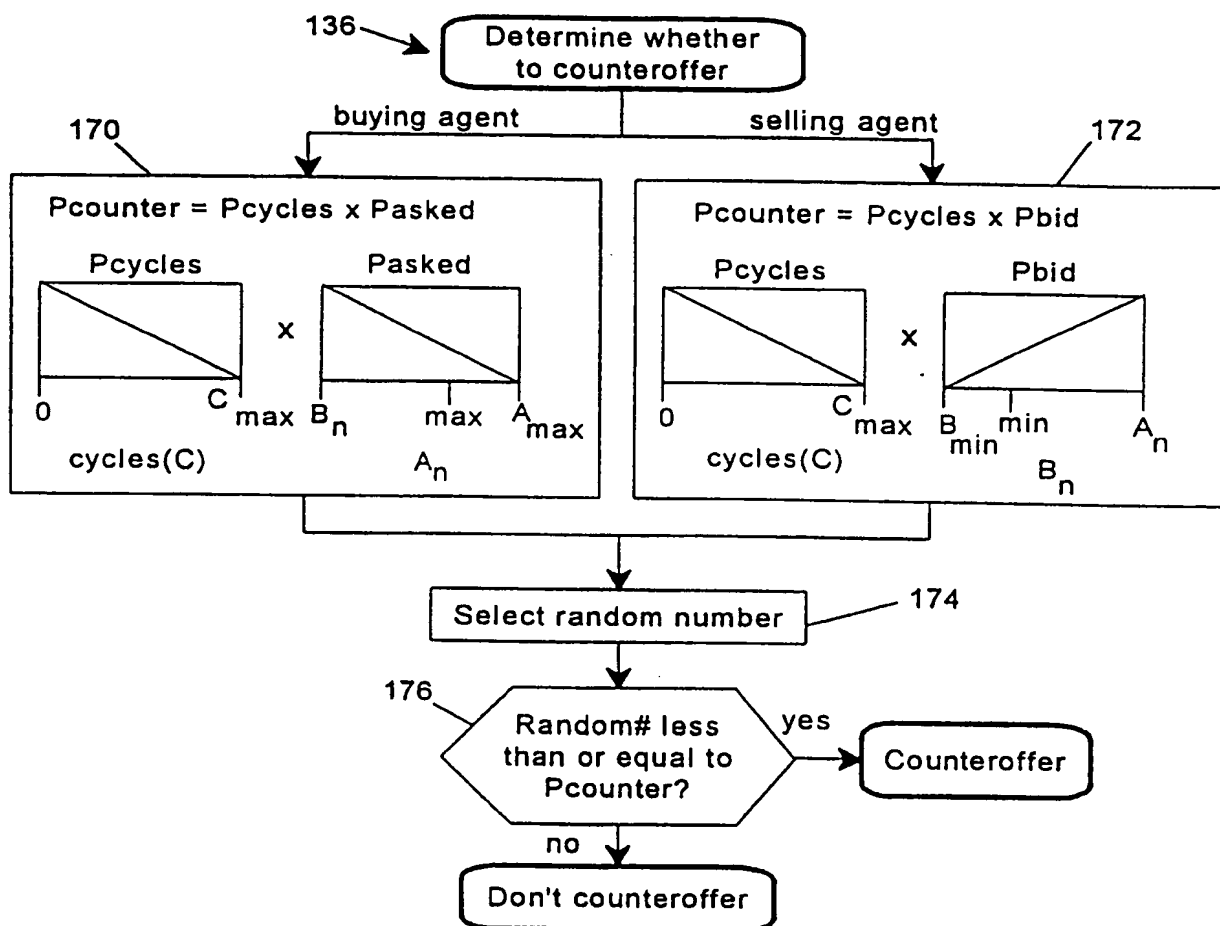 136
Determine whether
to counteroffer
buying agent
selling agent
170
172
Pcounter = Pcycles x Pasked
Pcycles
Pasked
x
0
C max
B n
max
A max
cycles(C)
A n
Pcounter = Pcycles x Pbid
Pcycles
Pbid
x
0
C max
B min
min
A n
cycles(C)
B n
Select random number
174
176
Random# less
than or equal to
Pcounter?
yes
Counteroffer
no
Don't counteroffer